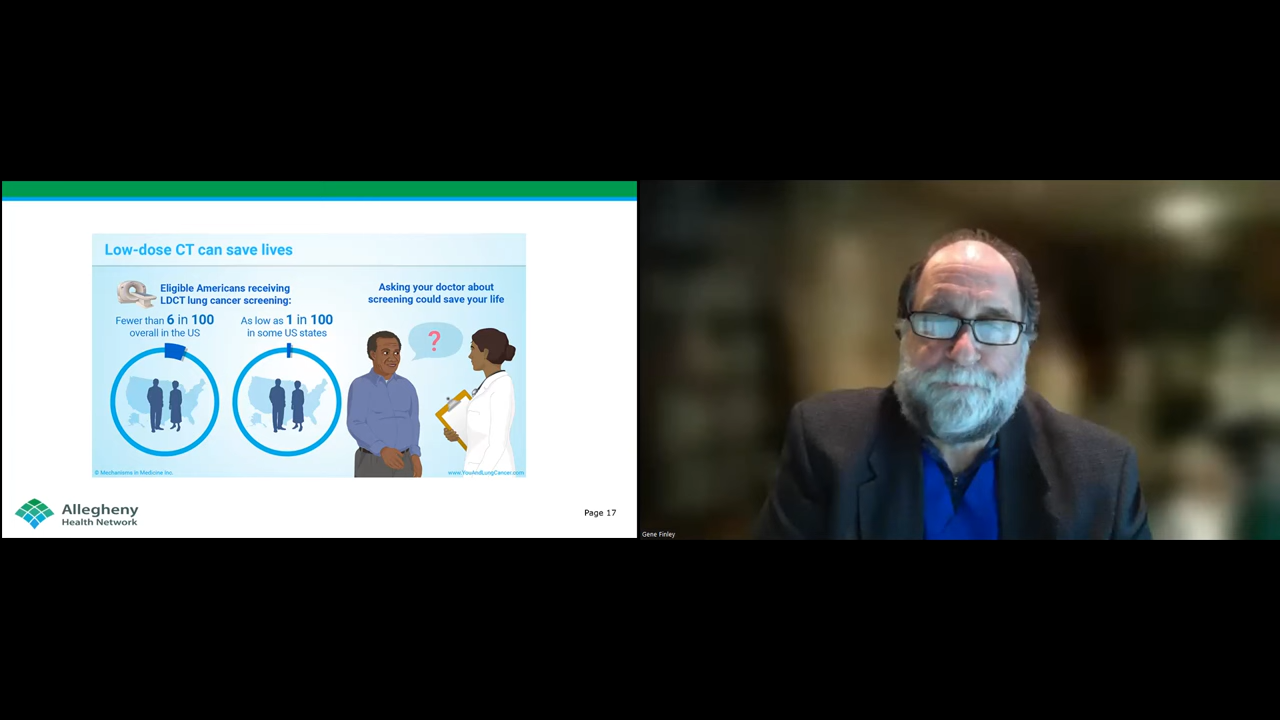 Low-dose CT can save lives
Eligible Americans receiving
LDCT lung cancer screening:
Fewer than 6 in 100
overall in the US
As low as 1 in 100
in some US states
Asking your doctor about
screening could save your life
?
© Mechanisms in Medicine Inc.
www.YouAndLungCancer.com
Allegheny
Health Network
Page 17
Gene Finley